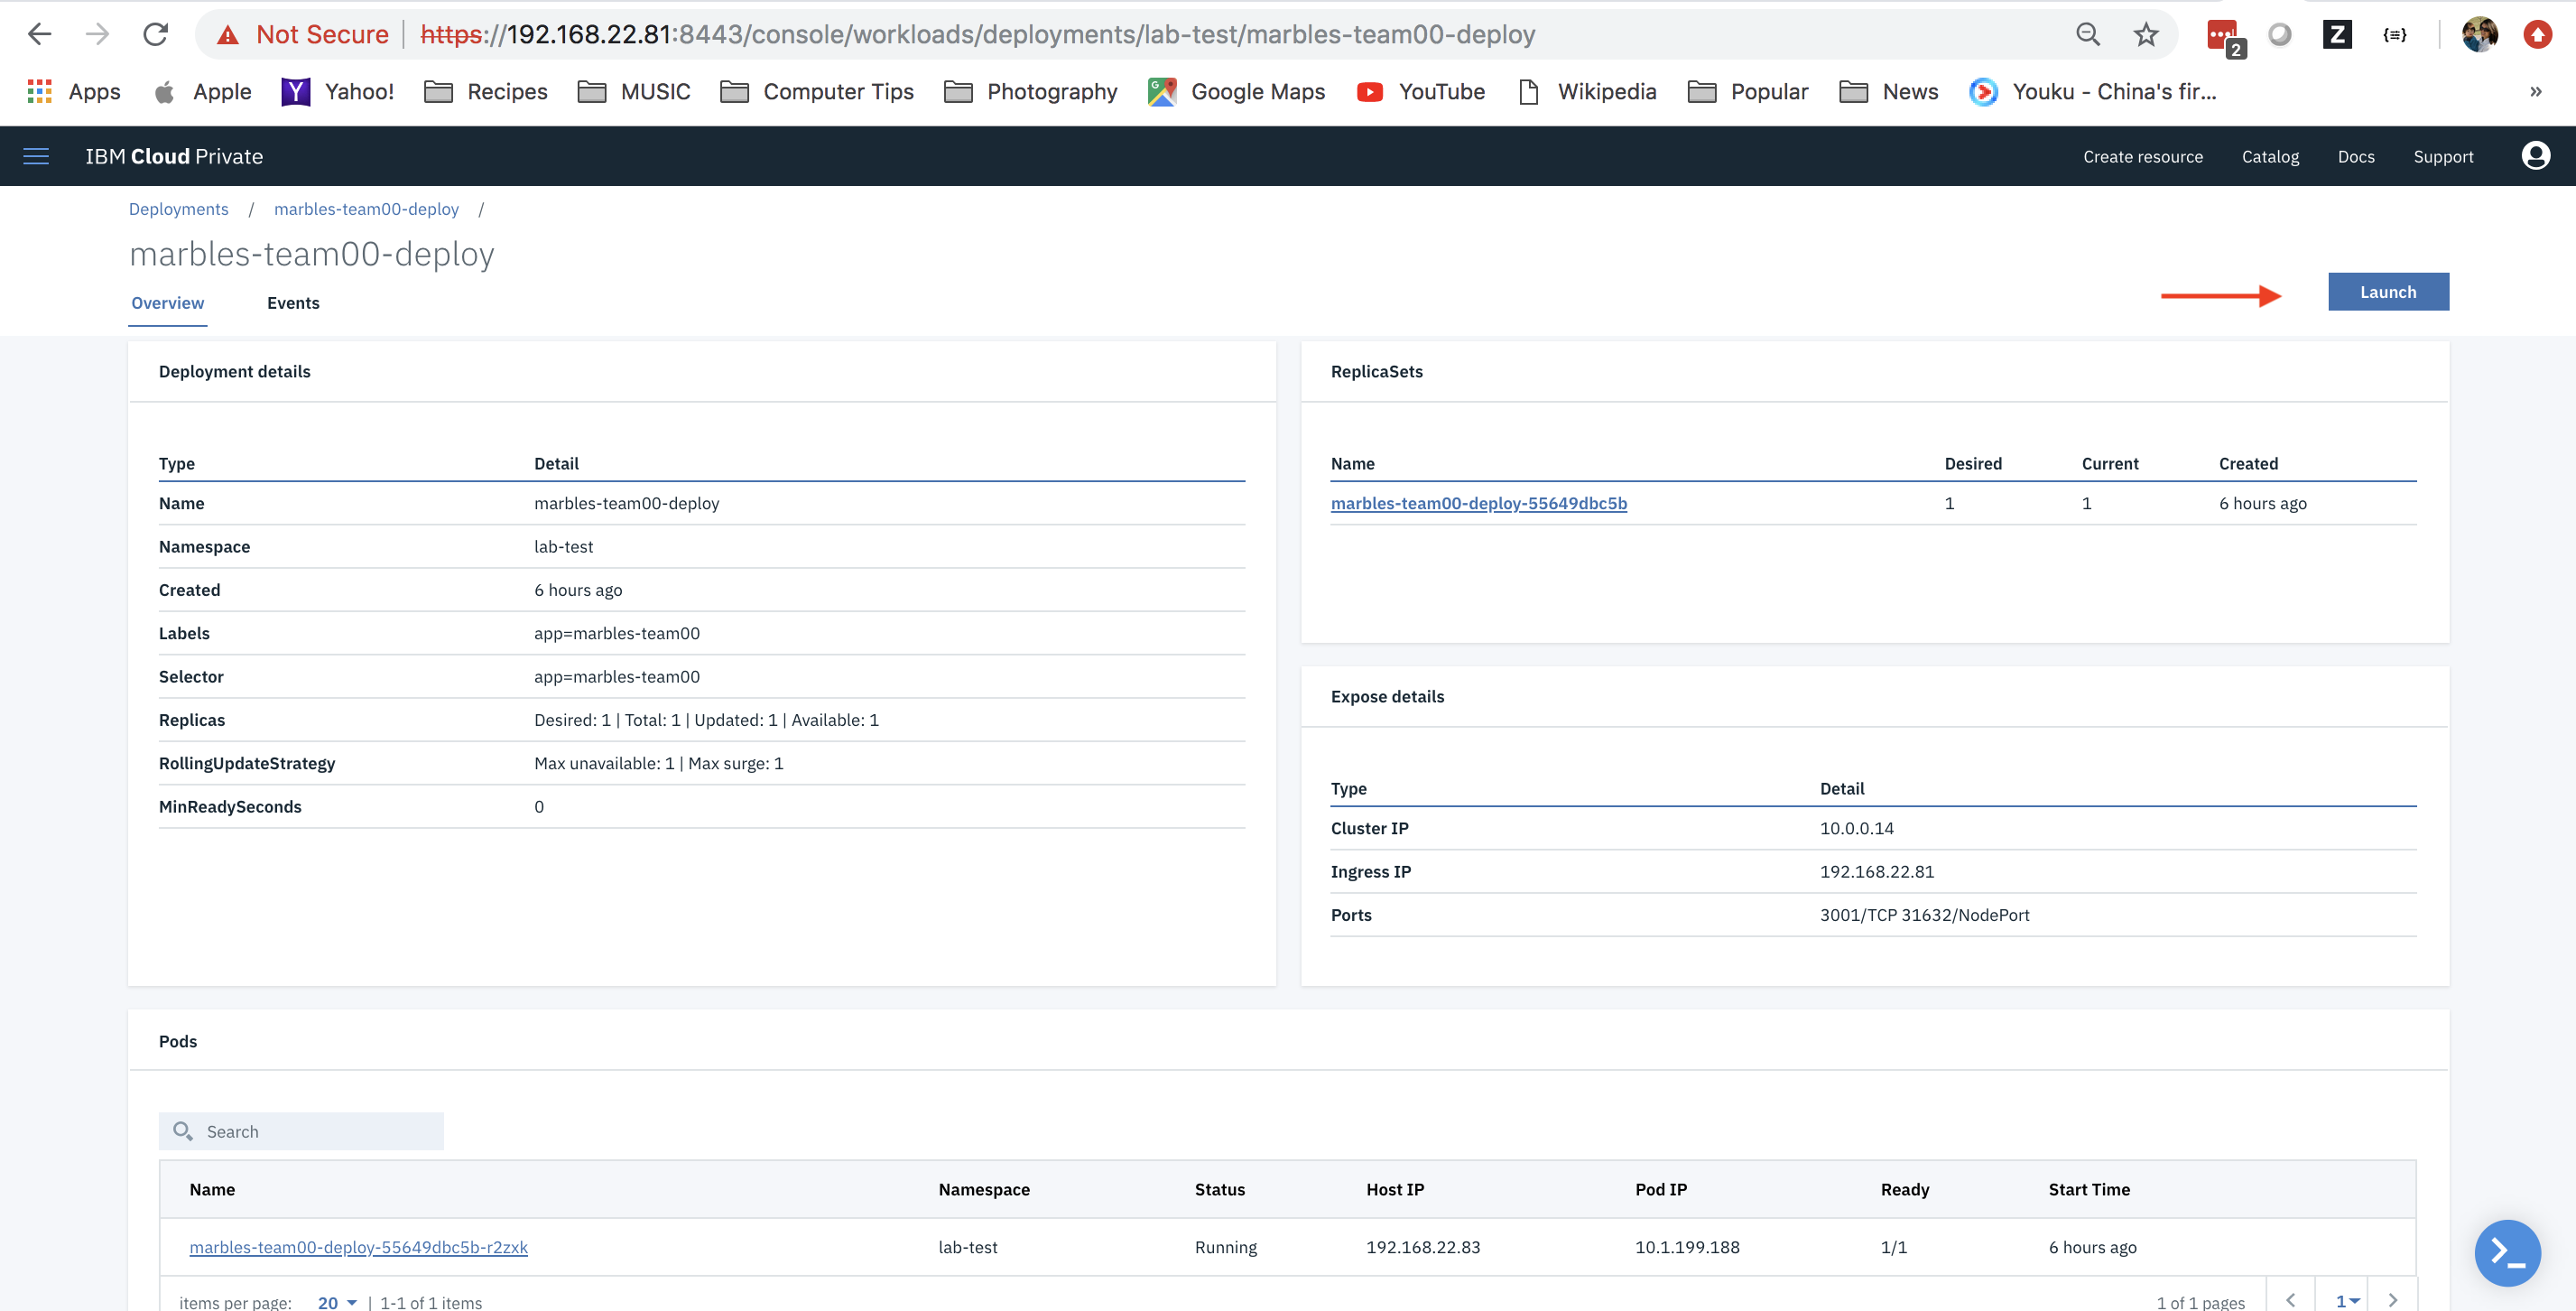 Not Secure https://192.168.22.81:8443/console/workloads/deployments/lab-test/marbles-team00-deploy 2 Z {≡}
Apps Apple Yahoo! Recipes MUSIC Computer Tips Photography Google Maps YouTube Wikipedia Popular News Youku - China's fir... »
IBM Cloud Private Create resource Catalog Docs Support
Deployments / marbles-team00-deploy /
marbles-team00-deploy
Overview Events Launch
Deployment details
Type Detail
Name marbles-team00-deploy
Namespace lab-test
Created 6 hours ago
Labels app=marbles-team00
Selector app=marbles-team00
Replicas Desired: 1 | Total: 1 | Updated: 1 | Available: 1
RollingUpdateStrategy Max unavailable: 1 | Max surge: 1
MinReadySeconds 0
ReplicaSets
Name Desired Current Created
marbles-team00-deploy-55649dbc5b 1 1 6 hours ago
Expose details
Type Detail
Cluster IP 10.0.0.14
Ingress IP 192.168.22.81
Ports 3001/TCP 31632/NodePort
Pods
Search
Name Namespace Status Host IP Pod IP Ready Start Time
marbles-team00-deploy-55649dbc5b-r2zxk lab-test Running 192.168.22.83 10.1.199.188 1/1 6 hours ago
items per page: 20 | 1-1 of 1 items 1 of 1 pages 1